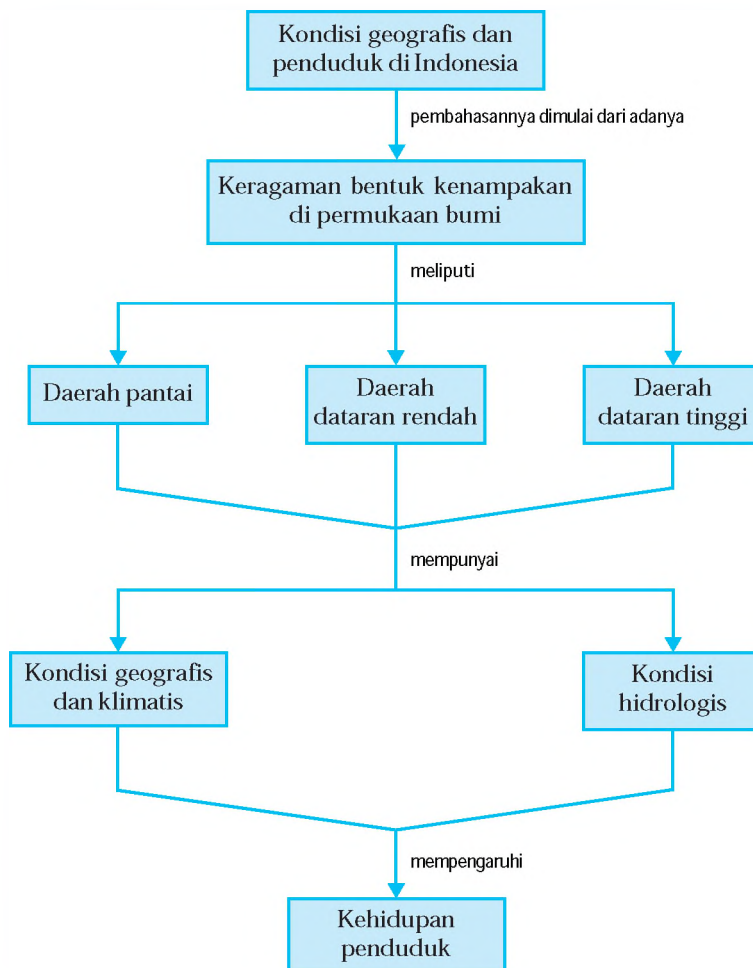 Kondisi geografis dan
penduduk di Indonesia
pembahasannya dimulai dari adanya
Keragaman bentuk kenampakan
di permukaan bumi
meliputi
Daerah pantai
Daerah
dataran rendah
Daerah
dataran tinggi
mempunyai
Kondisi geografis
dan klimatis
Kondisi
hidrologis
mempengaruhi
Kehidupan
penduduk